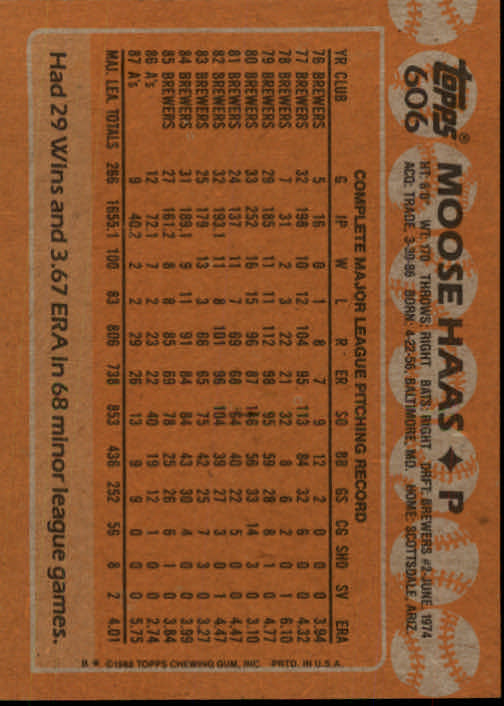 Topps®
606
MOOSE HAAS ♦ P
HT: 6'0" WT: 170 THROWS: RIGHT BATS: RIGHT DRFT: BREWERS #2-JUNE, 1974
ACQ: TRADE, 3-30-86 BORN: 4-22-56, BALTIMORE, MD. HOME: SCOTTSDALE, ARIZ.
COMPLETE MAJOR LEAGUE PITCHING RECORD
YR CLUB G IP W L R ER SO BB GS CG SHO SV ERA
76 BREWERS 5 16 0 1 8 7 9 12 2 0 0 0 3.94
77 BREWERS 32 198 10 12 104 95 113 84 32 6 0 0 4.32
78 BREWERS 7 31 2 3 22 21 32 8 6 2 0 1 6.10
79 BREWERS 29 185 11 11 112 98 95 59 28 8 1 0 4.77
80 BREWERS 33 252 16 15 96 87 146 56 33 14 3 0 3.10
81 BREWERS 24 137 11 7 69 68 64 40 22 5 0 0 4.47
82 BREWERS 32 193.1 11 8 101 96 104 39 27 3 0 1 4.47
83 BREWERS 25 179 13 3 66 65 75 42 25 7 3 0 3.27
84 BREWERS 31 189.1 9 11 91 84 84 43 30 4 0 0 3.99
85 BREWERS 27 161.2 8 8 85 69 78 25 26 6 1 0 3.84
86 A's 12 72.1 7 2 23 22 40 19 12 1 0 0 2.74
87 A's 9 40.2 2 2 29 26 13 9 9 0 0 0 5.75
MAJ. LEA. TOTALS 266 1655.1 100 83 806 738 853 436 252 56 8 2 4.01
B * ©1988 TOPPS CHEWING GUM, INC. PRTD. IN U.S.A.
Had 29 Wins and 3.67 ERA in 68 minor league games.